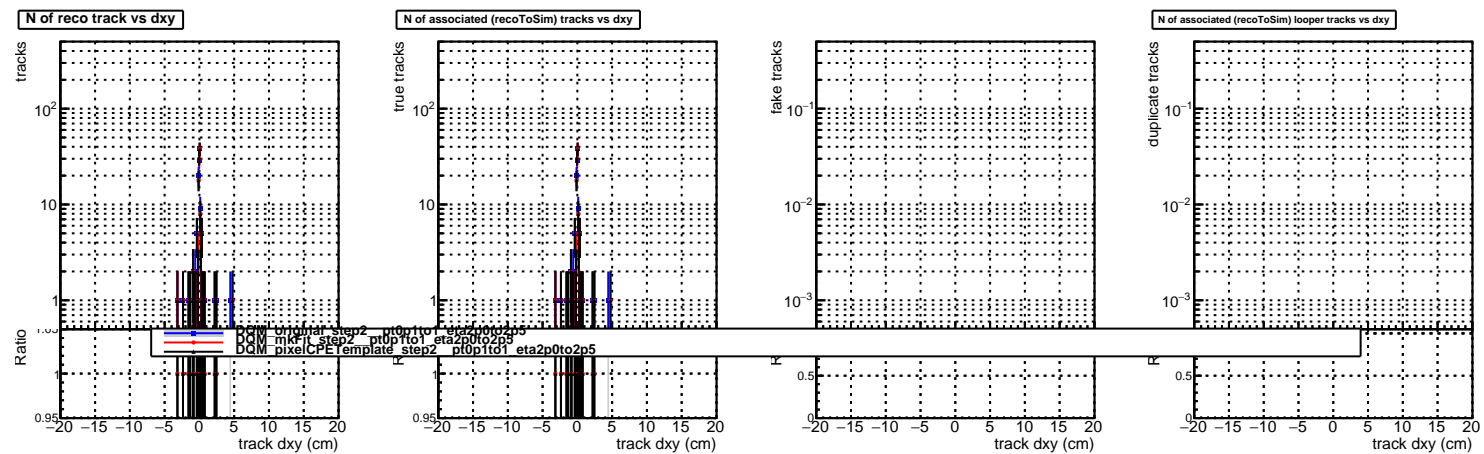 N of reco track vs dxy
N of associated (recoToSim) tracks vs dxy
N of associated (recoToSim) looper tracks vs dxy
tracks
10²
10
1
true tracks
10²
10
1
fake tracks
10⁻¹
10⁻²
10⁻³
duplicate tracks
10⁻¹
10⁻²
10⁻³
DQM_original_step2__pt0p1to1_eta2p0to2p5
DQM_mkFit_step2__pt0p1to1_eta2p0to2p5
DQM_pixelCPETemplate_step2__pt0p1to1_eta2p0to2p5
Ratio
1
0.95
1
0.95
0.5
0
0.5
0
−20 −15 −10 −5 0 5 10 15 20
−20 −15 −10 −5 0 5 10 15 20
−20 −15 −10 −5 0 5 10 15 20
−20 −15 −10 −5 0 5 10 15 20
track dxy (cm)
track dxy (cm)
track dxy (cm)
track dxy (cm)